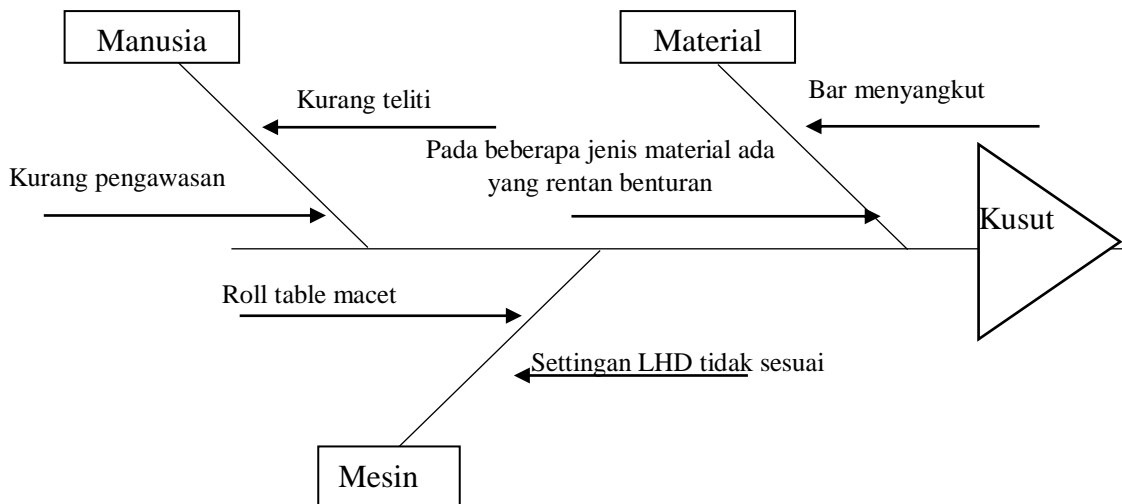 Manusia
Material
Kurang teliti
Bar menyangkut
Pada beberapa jenis material ada
yang rentan benturan
Kurang pengawasan
Kusut
Roll table macet
Settingan LHD tidak sesuai
Mesin